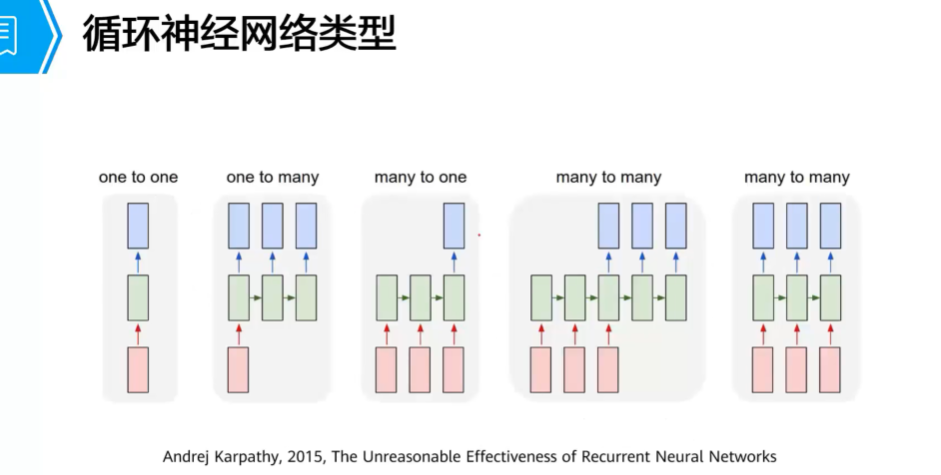 循环神经网络类型
one to one
one to many
many to one
many to many
many to many
Andrej Karpathy, 2015, The Unreasonable Effectiveness of Recurrent Neural Networks